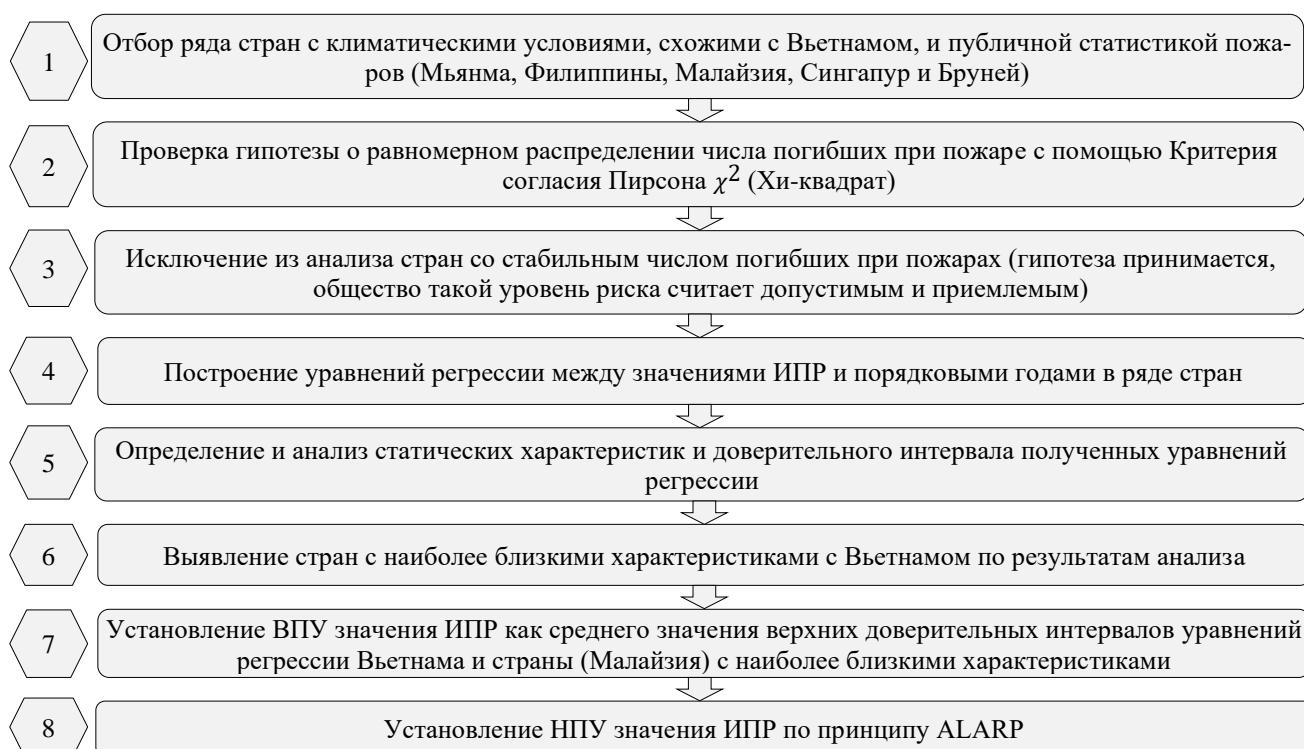 1
Отбор ряда стран с климатическими условиями, схожими с Вьетнамом, и публичной статистикой пожа-
ров (Мьянма, Филиппины, Малайзия, Сингапур и Бруней)
2
Проверка гипотезы о равномерном распределении числа погибших при пожаре с помощью Критерия
согласия Пирсона χ² (Хи-квадрат)
3
Исключение из анализа стран со стабильным числом погибших при пожарах (гипотеза принимается,
общество такой уровень риска считает допустимым и приемлемым)
4
Построение уравнений регрессии между значениями ИПР и порядковыми годами в ряде стран
5
Определение и анализ статических характеристик и доверительного интервала полученных уравнений
регрессии
6
Выявление стран с наиболее близкими характеристиками с Вьетнамом по результатам анализа
7
Установление ВПУ значения ИПР как среднего значения верхних доверительных интервалов уравнений
регрессии Вьетнама и страны (Малайзия) с наиболее близкими характеристиками
8
Установление НПУ значения ИПР по принципу ALARP